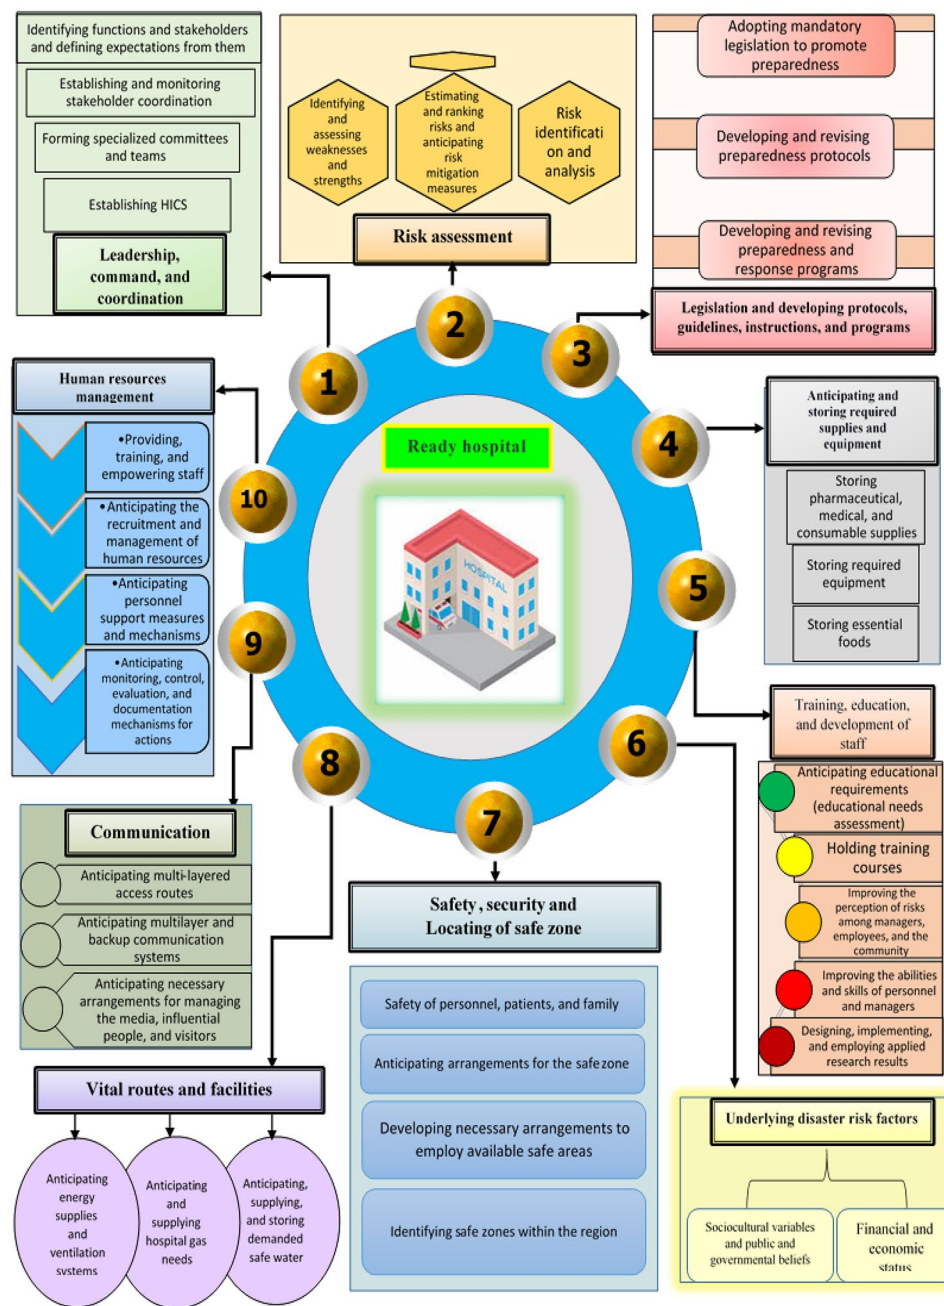 Identifying functions and stakeholders
and defining expectations from them
Establishing and monitoring
stakeholder coordination
Forming specialized committees
and teams
Establishing HICS
Leadership,
command, and
coordination
Identifying
and
assessing
weaknesses
and
strengths
Estimating
and ranking
risks and
anticipating
risk
mitigation
measures
Risk
identificati
on and
analysis
Risk assessment
Adopting mandatory
legislation to promote
preparedness
Developing and revising
preparedness protocols
Developing and revising
preparedness and
response programs
Legislation and developing protocols,
guidelines, instructions, and programs
1
2
3
4
5
6
7
8
9
10
Ready hospital
HOSPITAL
Human resources
management
•Providing,
training, and
empowering staff
•Anticipating the
recruitment and
management of
human resources
•Anticipating
personnel
support measures
and mechanisms
•Anticipating
monitoring, control,
evaluation, and
documentation
mechanisms for
actions
Anticipating and
storing required
supplies and
equipment
Storing
pharmaceutical,
medical, and
consumable supplies
Storing required
equipment
Storing essential
foods
Training, education,
and development of
staff
Anticipating educational
requirements
(educational needs
assessment)
Holding training
courses
Improving the
perception of risks
among managers,
employees, and the
community
Improving the abilities
and skills of personnel
and managers
Designing, implementing,
and employing applied
research results
Communication
Anticipating multi-layered
access routes
Anticipating multilayer and
backup communication
systems
Anticipating necessary
arrangements for managing
the media, influential
people, and visitors
Safety, security and
Locating of safe zone
Safety of personnel, patients, and family
Anticipating arrangements for the safe zone
Developing necessary arrangements to
employ available safe areas
Identifying safe zones within the region
Vital routes and facilities
Anticipating
energy
supplies
and
ventilation
systems
Anticipating
and
supplying
hospital gas
needs
Anticipating,
supplying,
and storing
demanded
safe water
Underlying disaster risk factors
Sociocultural variables
and public and
governmental beliefs
Financial and
economic
status